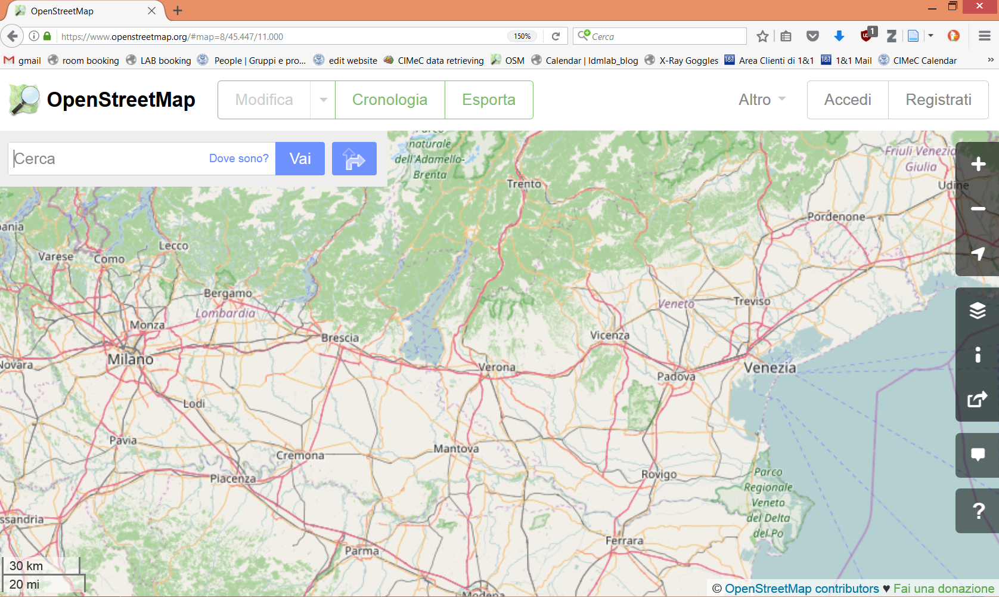 OpenStreetMap
https://www.openstreetmap.org/#map=8/45.447/11.000
150%
Cerca
1
gmail
room booking
LAB booking
People | Gruppi e pro...
edit website
CIMeC data retrieving
OSM
Calendar | ldmlab_blog
X-Ray Goggles
Area Clienti di 1&1
1&1 Mail
CIMeC Calendar
OpenStreetMap
Modifica
Cronologia
Esporta
Altro
Accedi
Registrati
Cerca
Dove sono?
Vai
Parco
naturale
dell'Adamello-
Brenta
Friuli Venezia
Giulia
Trento
Udine
Pordenone
ania
Lecco
Varese
Como
Bergamo
Lombardia
Veneto
Treviso
Monza
Brescia
Vicenza
Milano
Novara
Verona
Padova
Venezia
Lodi
Pavia
Cremona
Mantova
Piacenza
Rovigo
Parco
Regionale
Veneto
del Delta
del Po
ssandria
Parma
Ferrara
Modena
30 km
20 mi
© OpenStreetMap contributors ♥ Fai una donazione